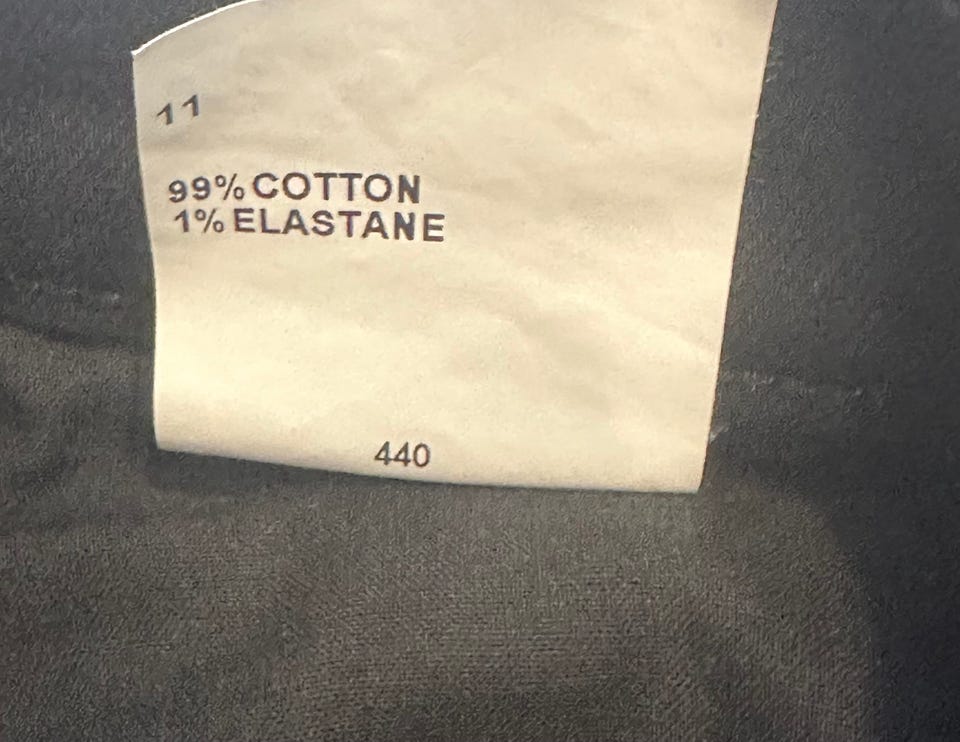 11
99% COTTON
1% ELASTANE
440